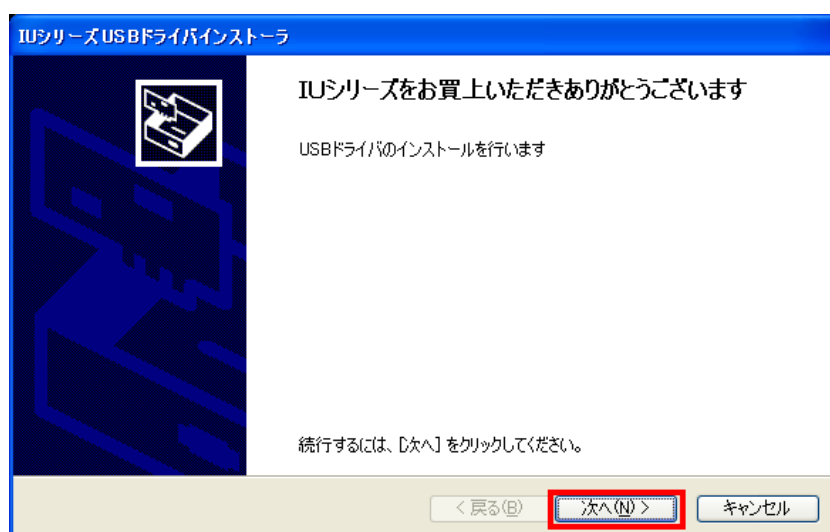 IUシリーズUSBドライバインストーラ
IUシリーズをお買上いただきありがとうございます
USBドライバのインストールを行います
続行するには、[次へ] をクリックしてください。
< 戻る(B) 次へ(N) > キャンセル